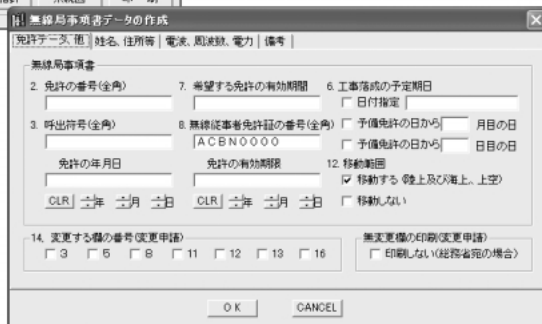 無線局事項書データの作成
免許データ、他 姓名、住所等 電波、周波数、電力 備考
無線局事項書
2. 免許の番号(全角) 7. 希望する免許の有効期間 6. 工事落成の予定期日
日付指定
3. 呼出符号(全角) 8. 無線従事者免許証の番号(全角) 予備免許の日から 月目の日
ACBN0000
予備免許の日から 日目の日
免許の年月日 免許の有効期限 12. 移動範囲
移動する(陸上及び海上、上空)
CLR 年 月 日 CLR 年 月 日 移動しない
14. 変更する欄の番号(変更申請) 無変更欄の印刷(変更申請)
3 5 8 11 12 13 16 印刷しない(総務省宛の場合)
OK CANCEL